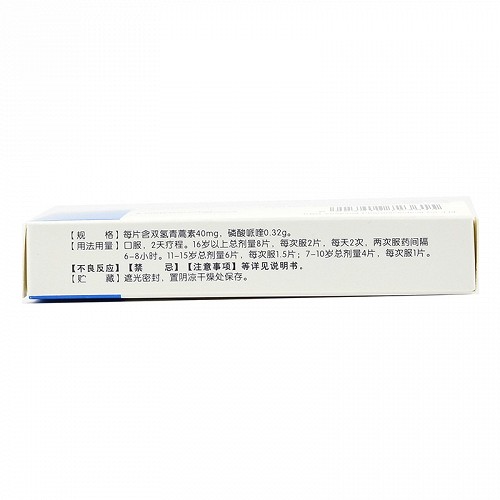 【规 格】每片含双氢青蒿素40mg，磷酸哌喹0.32g。
【用法用量】口服，2天疗程。16岁以上总剂量8片，每次服2片，每天2次，两次服药间隔
6-8小时。11-15岁总剂量6片，每次服1.5片；7-10岁总剂量4片，每次服1片。
【不良反应】【禁 忌】【注意事项】等详见说明书。
【贮 藏】遮光密封，置阴凉干燥处保存。